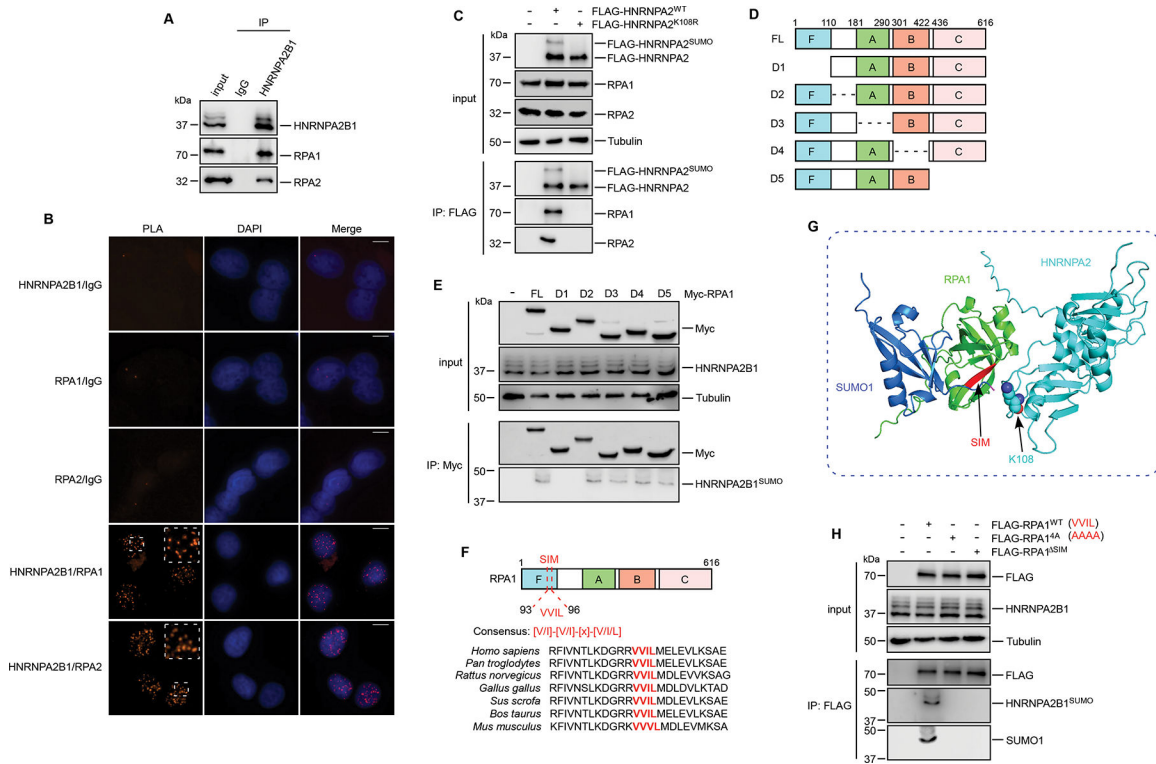 A
IP
input
IgG
HNRNPA2B1
kDa
37
HNRNPA2B1
70
RPA1
32
RPA2
B
PLA DAPI Merge
HNRNPA2B1/IgG
RPA1/IgG
RPA2/IgG
HNRNPA2B1/RPA1
HNRNPA2B1/RPA2
C
- + - FLAG-HNRNPA2WT
- - + FLAG-HNRNPA2K108R
kDa
FLAG-HNRNPA2SUMO
37 FLAG-HNRNPA2
70 RPA1
input
32 RPA2
50 Tubulin
FLAG-HNRNPA2SUMO
37 FLAG-HNRNPA2
IP: FLAG
70 RPA1
32 RPA2
D
1 110 181 290 301 422 436 616
FL F A B C
D1 A B C
D2 F A B C
D3 F B C
D4 F A C
D5 F A B
E
- FL D1 D2 D3 D4 D5 Myc-RPA1
kDa
Myc
input
37 HNRNPA2B1
50 Tubulin
IP: Myc
Myc
50
HNRNPA2B1SUMO
37
F
SIM
1 616
RPA1 F A B C
93 96
VVIL
Consensus: [V/I]-[V/I]-[x]-[V/I/L]
Homo sapiens RFIVNTLKDGRRVVILMELEVLKSAE
Pan troglodytes RFIVNTLKDGRRVVILMELEVLKSAE
Rattus norvegicus RFIVNTLKDGRRVVILMDLEVVKSAG
Gallus gallus RFIVNSLKDGRRVVILMDLDVLKTAD
Sus scrofa RFIVNTLKDGRRVVILMELEVLKSAE
Bos taurus RFIVNTLKDGRRVVILMELEVLKSAE
Mus musculus KFIVNTLKDGRKVVVLMDLEVMKSA
G
HNRNPA2
RPA1
SUMO1
SIM
K108
H
- + - - FLAG-RPA1WT (VVIL)
- - + - FLAG-RPA14A (AAAA)
- - - + FLAG-RPA1ΔSIM
kDa
70 FLAG
input
37 HNRNPA2B1
50 Tubulin
70 FLAG
50
IP: FLAG HNRNPA2B1SUMO
37
50
SUMO1
37